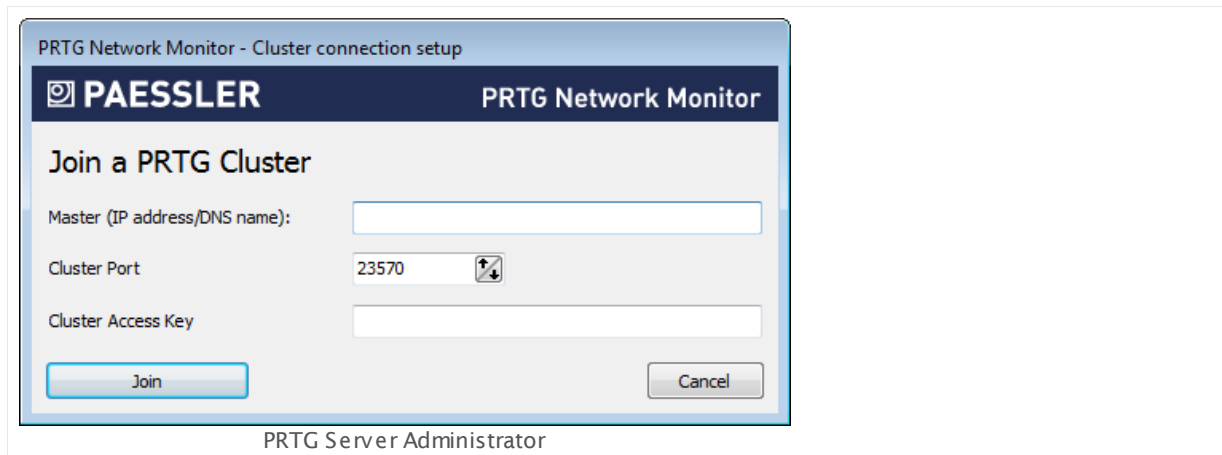 PRTG Network Monitor - Cluster connection setup
PAESSLER PRTG Network Monitor
Join a PRTG Cluster
Master (IP address/DNS name):
Cluster Port 23570
Cluster Access Key
Join Cancel
PRTG Server Administrator